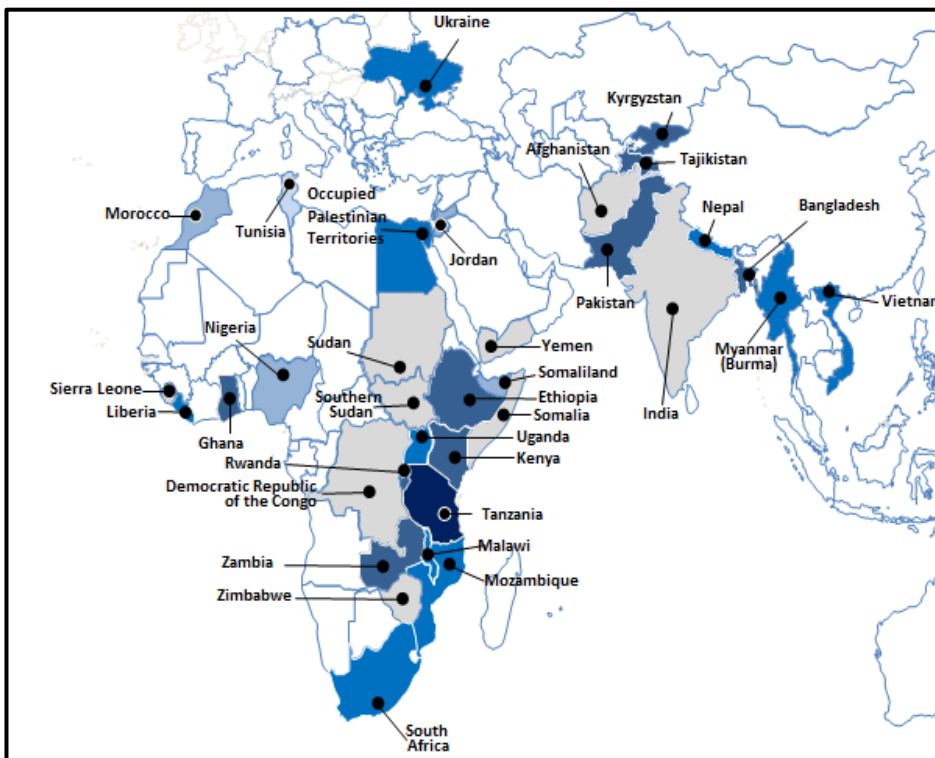 Ukraine
Kyrgyzstan
Afghanistan
Tajikistan
Occupied
Palestinian
Territories
Morocco
Tunisia
Jordan
Nepal
Bangladesh
Pakistan
Vietnam
Nigeria
Sudan
Yemen
Myanmar
(Burma)
Somaliland
Sierra Leone
Southern
Sudan
Ethiopia
India
Liberia
Somalia
Ghana
Uganda
Rwanda
Kenya
Democratic Republic
of the Congo
Tanzania
Malawi
Zambia
Mozambique
Zimbabwe
South
Africa